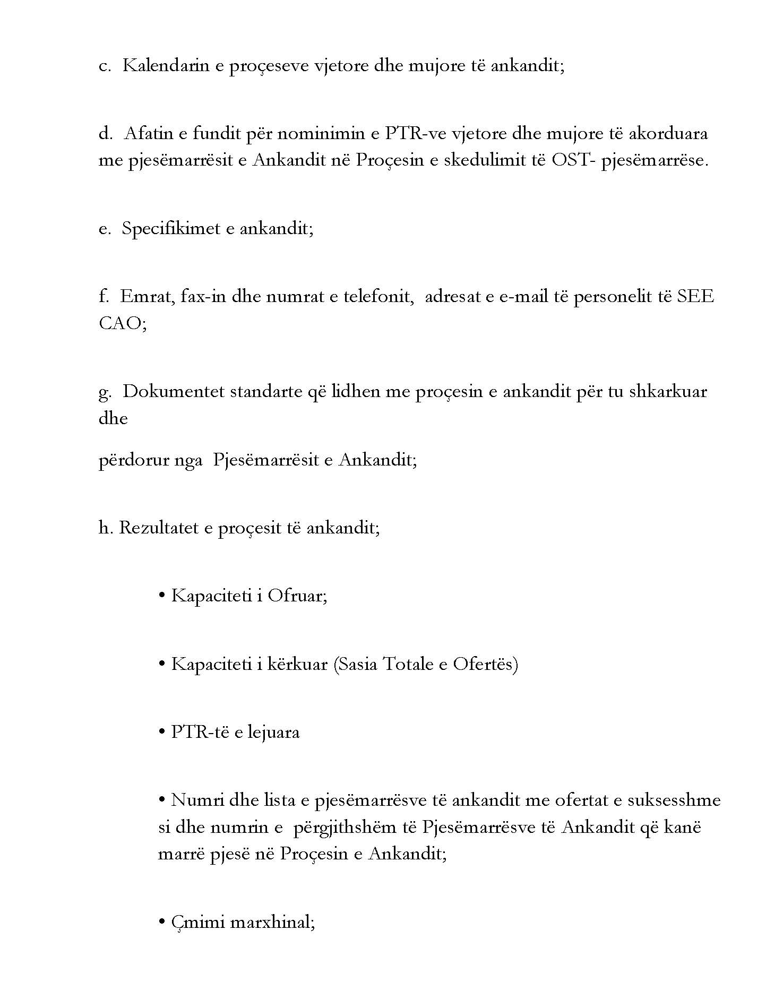 c. Kalendarin e proçeseve vjetore dhe mujore të ankandit;
d. Afatin e fundit për nominimin e PTR-ve vjetore dhe mujore të akorduara
me pjesëmarrësit e Ankandit në Proçesin e skedulimit të OST- pjesëmarrëse.
e. Specifikimet e ankandit;
f. Emrat, fax-in dhe numrat e telefonit, adresat e e-mail të personelit të SEE
CAO;
g. Dokumentet standarte që lidhen me proçesin e ankandit për tu shkarkuar
dhe
përdorur nga Pjesëmarrësit e Ankandit;
h. Rezultatet e proçesit të ankandit;
• Kapaciteti i Ofruar;
• Kapaciteti i kërkuar (Sasia Totale e Ofertës)
• PTR-të e lejuara
• Numri dhe lista e pjesëmarrësve të ankandit me ofertat e suksesshme
si dhe numrin e përgjithshëm të Pjesëmarrësve të Ankandit që kanë
marrë pjesë në Proçesin e Ankandit;
• Çmimi marxhinal;